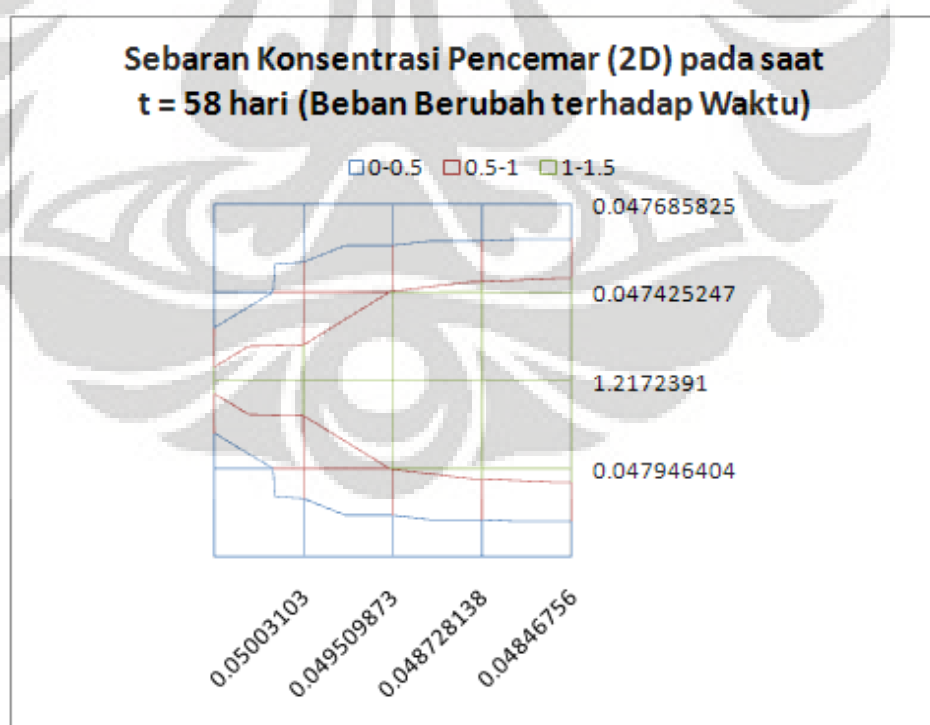 Sebaran Konsentrasi Pencemar (2D) pada saat
t = 58 hari (Beban Berubah terhadap Waktu)
0-0.5 0.5-1 1-1.5
0.047685825
0.047425247
1.2172391
0.047946404
0.05003103
0.049509873
0.048728138
0.04846756